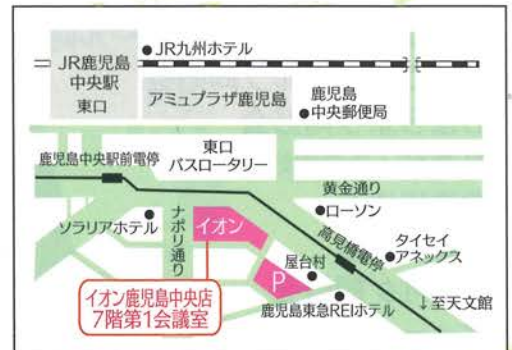 JR九州ホテル
JR鹿児島
中央駅
東口
アミュプラザ鹿児島
鹿児島
中央郵便局
東口
バスロータリー
鹿児島中央駅前電停
黄金通り
ローソン
ソラリアホテル
ナポリ通り
イオン
高見橋電停
タイセイ
アネックス
屋台村
P
イオン鹿児島中央店
7階第1会議室
鹿児島東急REIホテル
↓至天文館